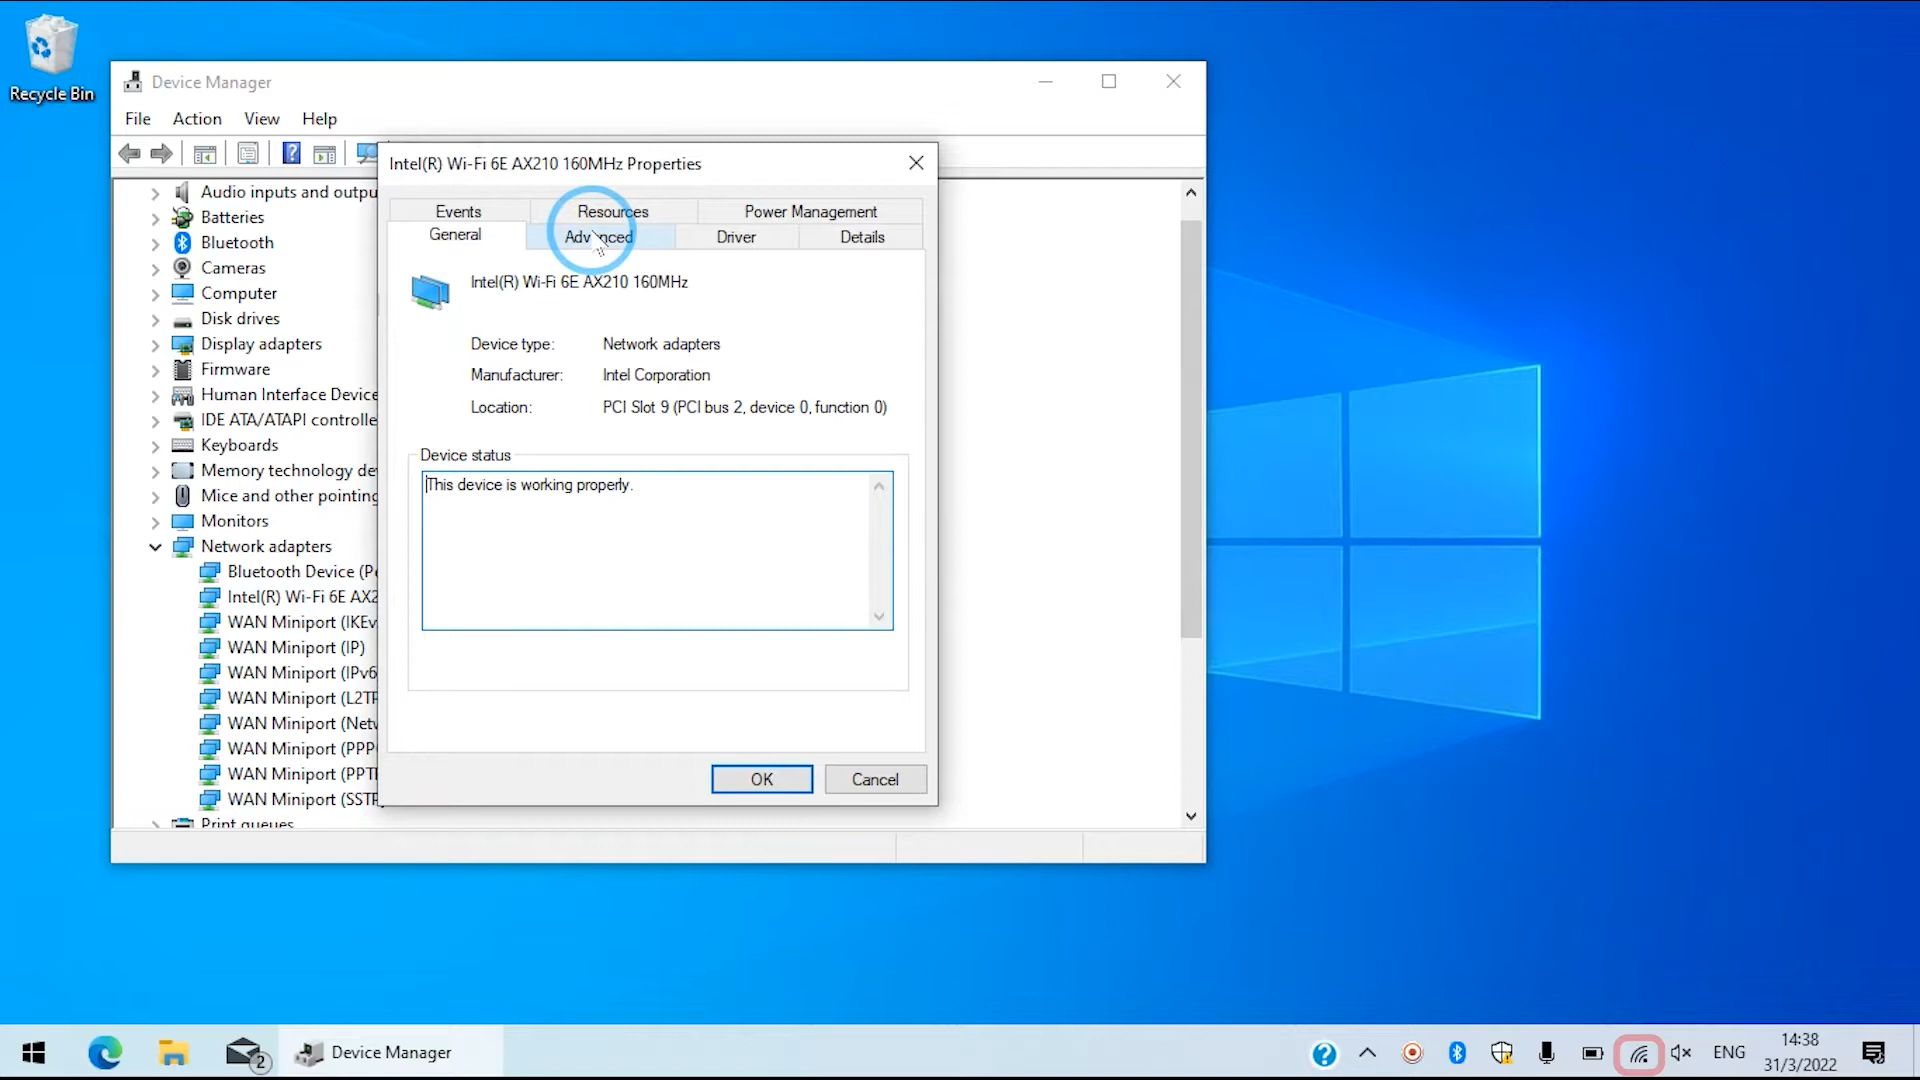 Recycle Bin
Device Manager
File Action View Help
Intel(R) Wi-Fi 6E AX210 160MHz Properties
Events Resources Power Management
General Advanced Driver Details
Intel(R) Wi-Fi 6E AX210 160MHz
Device type: Network adapters
Manufacturer: Intel Corporation
Location: PCI Slot 9 (PCI bus 2, device 0, function 0)
Device status
This device is working properly.
OK Cancel
Audio inputs and outpu
Batteries
Bluetooth
Cameras
Computer
Disk drives
Display adapters
Firmware
Human Interface Device
IDE ATA/ATAPI controlle
Keyboards
Memory technology de
Mice and other pointing
Monitors
Network adapters
Bluetooth Device (Pe
Intel(R) Wi-Fi 6E AX2
WAN Miniport (IKEv
WAN Miniport (IP)
WAN Miniport (IPv6
WAN Miniport (L2TP
WAN Miniport (Netw
WAN Miniport (PPPO
WAN Miniport (PPTP
WAN Miniport (SSTP)
Print queues
2
Device Manager
ENG
14:38
31/3/2022